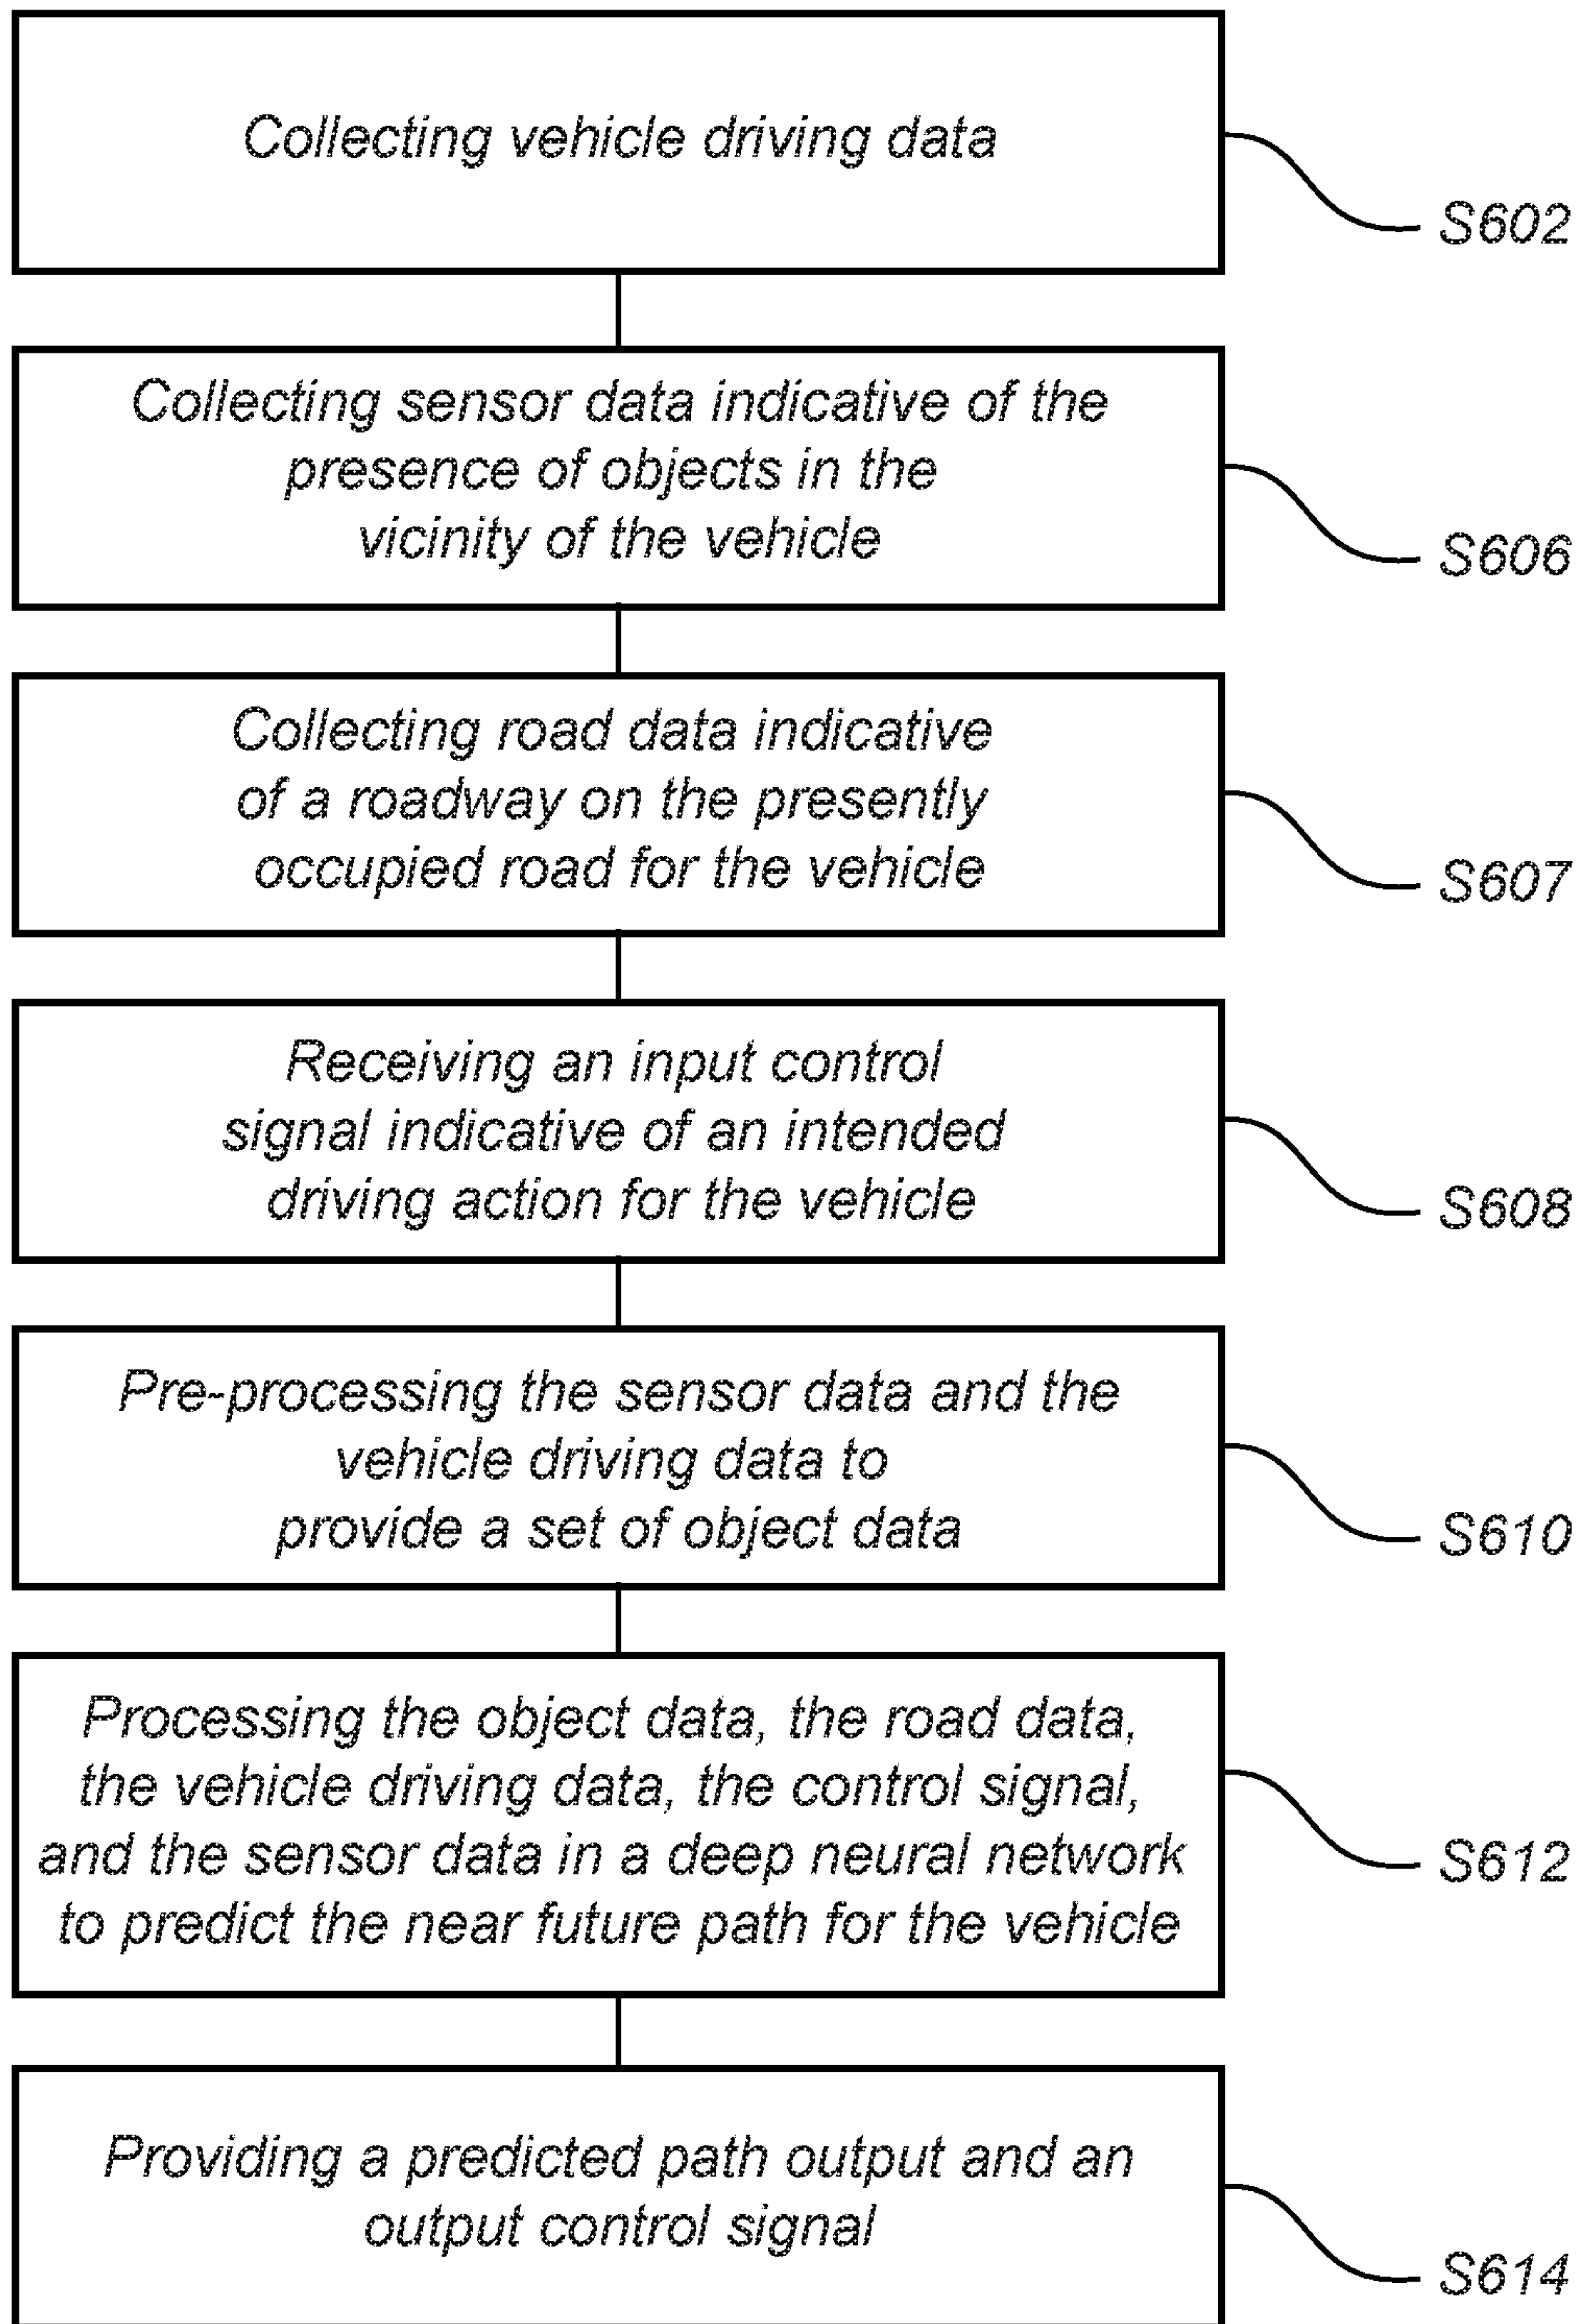 Collecting vehicle driving data
S602
Collecting sensor data indicative of the
presence of objects in the
vicinity of the vehicle
S606
Collecting road data indicative
of a roadway on the presently
occupied road for the vehicle
S607
Receiving an input control
signal indicative of an intended
driving action for the vehicle
S608
Pre-processing the sensor data and the
vehicle driving data to
provide a set of object data
S610
Processing the object data, the road data,
the vehicle driving data, the control signal,
and the sensor data in a deep neural network
to predict the near future path for the vehicle
S612
Providing a predicted path output and an
output control signal
S614